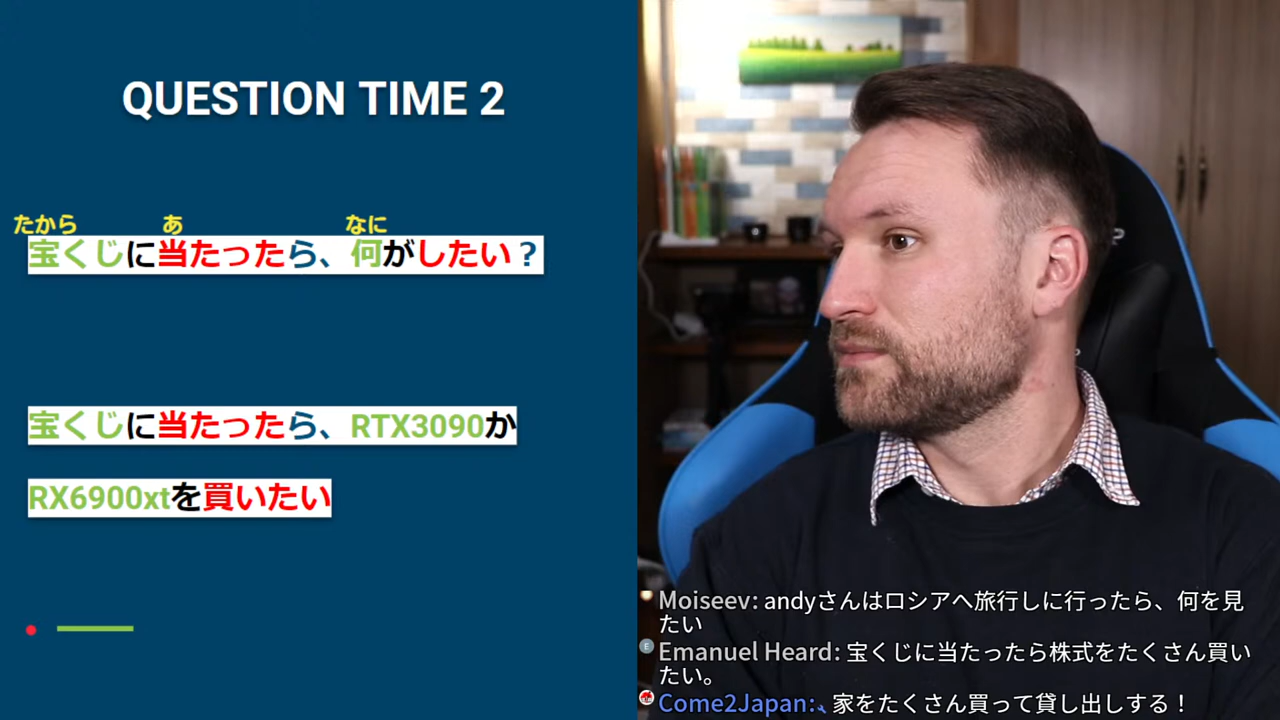 QUESTION TIME 2
たから あ なに
宝くじに当たったら、何がしたい？
宝くじに当たったら、RTX3090か
RX6900xtを買いたい
Moiseev: andyさんはロシアへ旅行しに行ったら、何を見
たい
Emanuel Heard: 宝くじに当たったら株式をたくさん買い
たい。
Come2Japan: 家をたくさん買って貸し出しする！